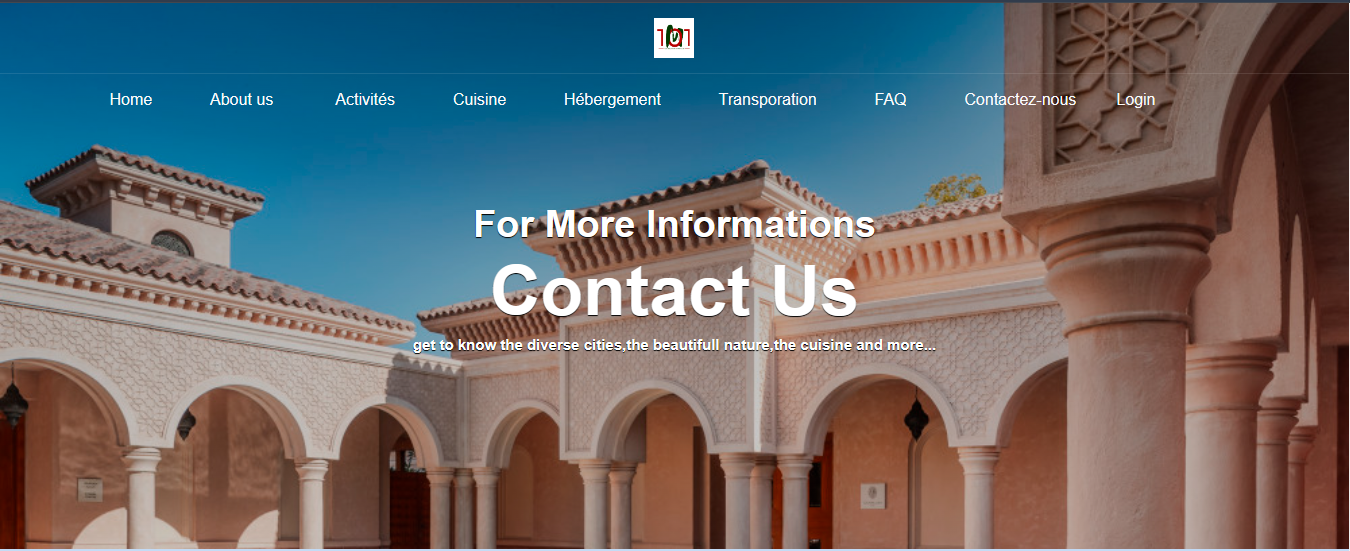 Home About us Activités Cuisine Hébergement Transporation FAQ Contactez-nous Login
For More Informations
Contact Us
get to know the diverse cities,the beautifull nature,the cuisine and more...